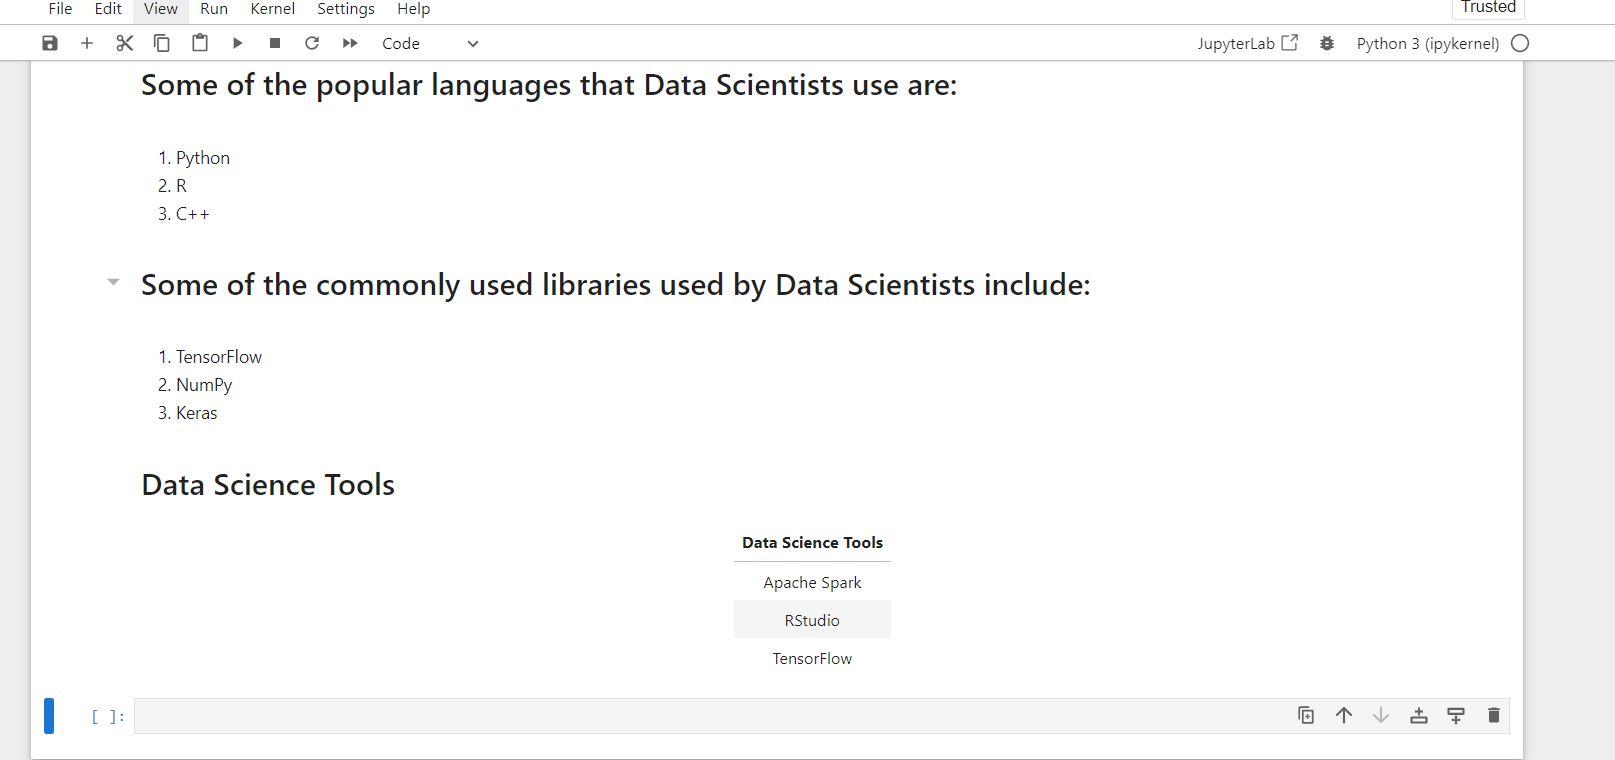 File Edit View Run Kernel Settings Help Trusted
Code JupyterLab Python 3 (ipykernel)
Some of the popular languages that Data Scientists use are:
1. Python
2. R
3. C++
Some of the commonly used libraries used by Data Scientists include:
1. TensorFlow
2. NumPy
3. Keras
Data Science Tools
Data Science Tools
Apache Spark
RStudio
TensorFlow
[ ]: